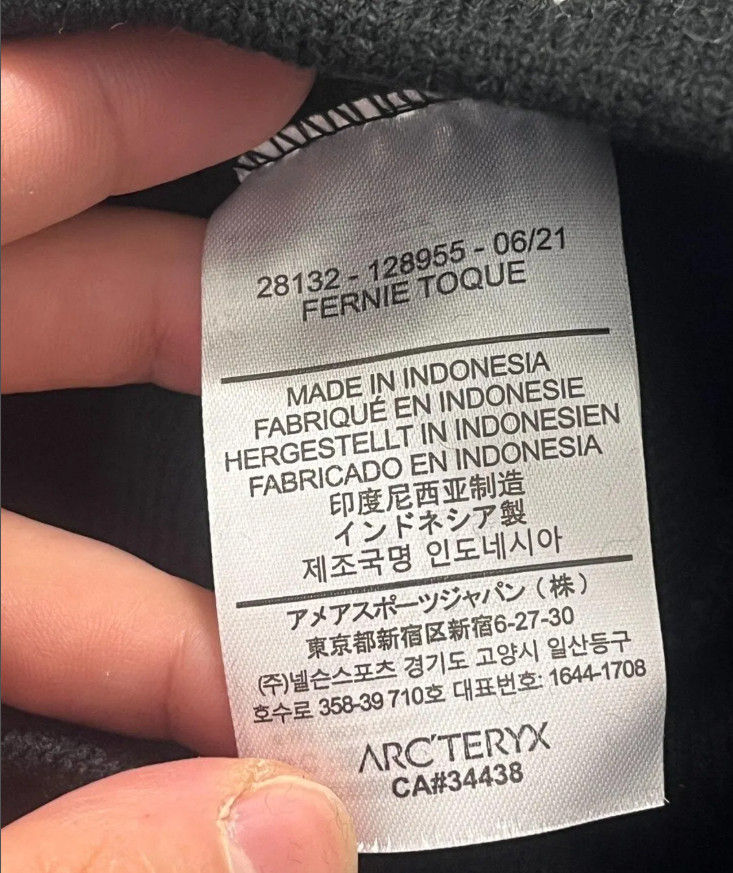 28132 - 128955 - 06/21
FERNIE TOQUE
MADE IN INDONESIA
FABRIQUÉ EN INDONESIE
HERGESTELLT IN INDONESIEN
FABRICADO EN INDONESIA
印度尼西亚制造
インドネシア製
제조국명 인도네시아
アメアスポーツジャパン（株）
東京都新宿区新宿6-27-30
(주)넬슨스포츠 경기도 고양시 일산동구
호수로 358-39 710호 대표번호: 1644-1708
ARC'TERYX
CA#34438